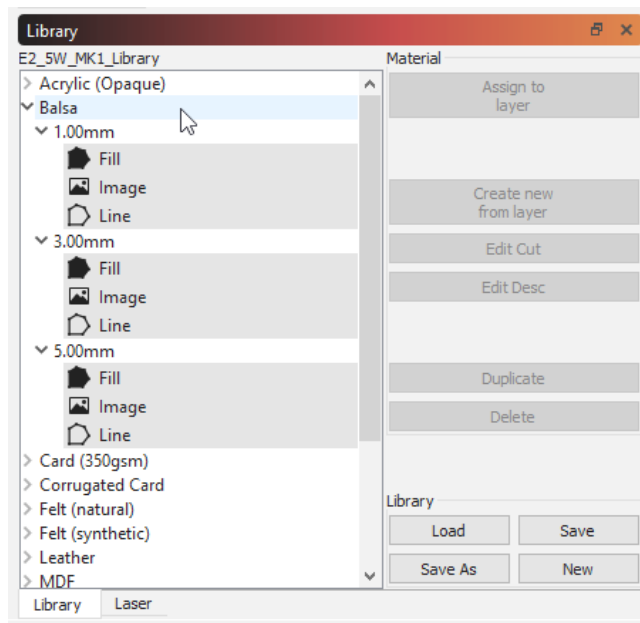 Library
E2_5W_MK1_Library
Acrylic (Opaque)
Balsa
1.00mm
Fill
Image
Line
3.00mm
Fill
Image
Line
5.00mm
Fill
Image
Line
Card (350gsm)
Corrugated Card
Felt (natural)
Felt (synthetic)
Leather
MDF
Material
Assign to
layer
Create new
from layer
Edit Cut
Edit Desc
Duplicate
Delete
Library
Load Save
Save As New
Library Laser